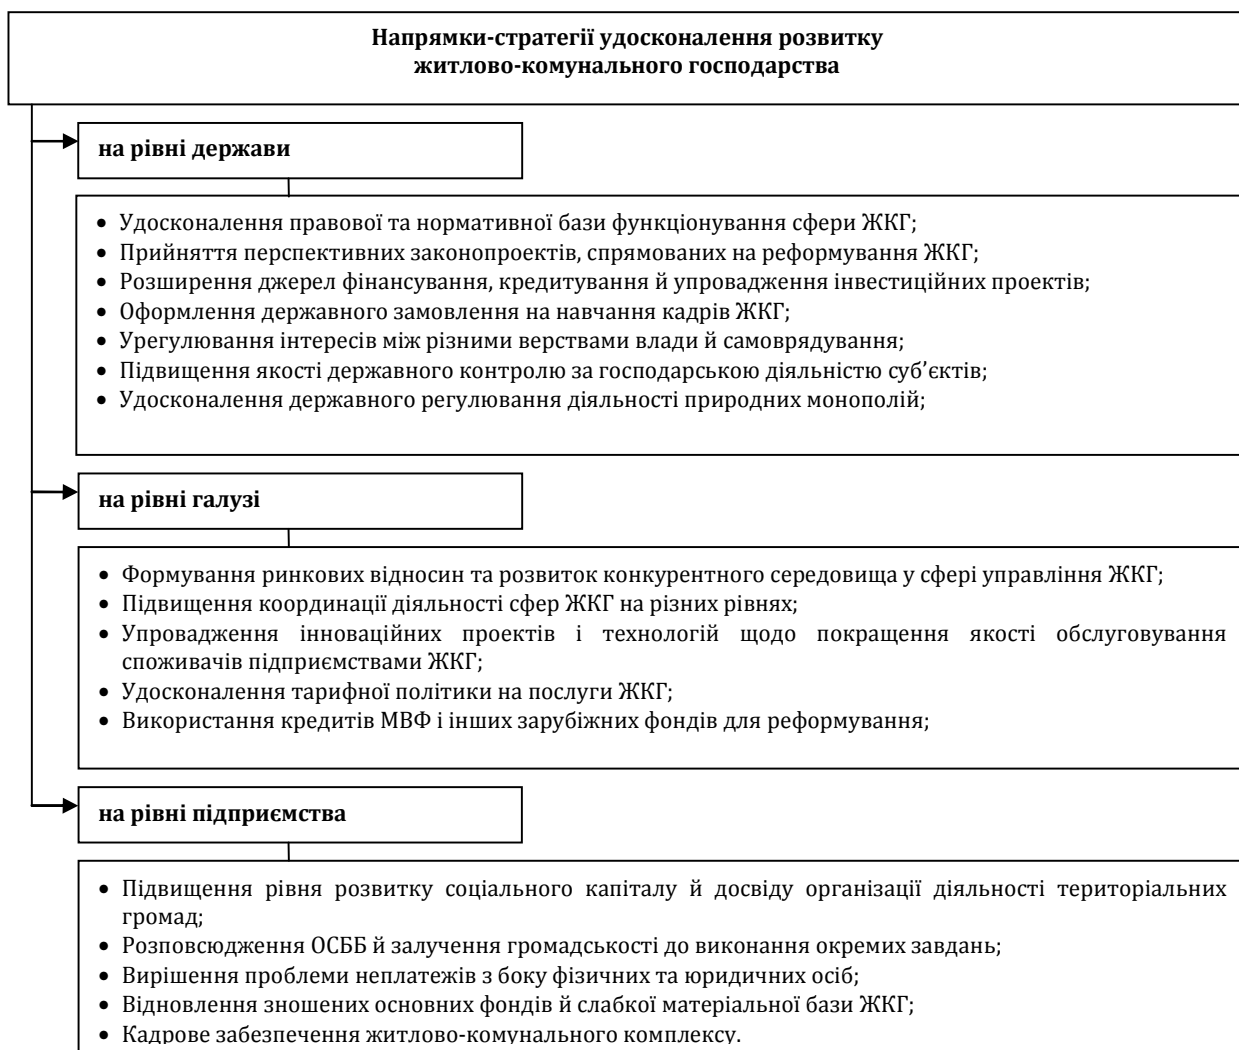 Напрямки-стратегії удосконалення розвитку
житлово-комунального господарства
на рівні держави
• Удосконалення правової та нормативної бази функціонування сфери ЖКГ;
• Прийняття перспективних законопроектів, спрямованих на реформування ЖКГ;
• Розширення джерел фінансування, кредитування й упровадження інвестиційних проектів;
• Оформлення державного замовлення на навчання кадрів ЖКГ;
• Урегулювання інтересів між різними верствами влади й самоврядування;
• Підвищення якості державного контролю за господарською діяльністю суб’єктів;
• Удосконалення державного регулювання діяльності природних монополій;
на рівні галузі
• Формування ринкових відносин та розвиток конкурентного середовища у сфері управління ЖКГ;
• Підвищення координації діяльності сфер ЖКГ на різних рівнях;
• Упровадження інноваційних проектів і технологій щодо покращення якості обслуговування
споживачів підприємствами ЖКГ;
• Удосконалення тарифної політики на послуги ЖКГ;
• Використання кредитів МВФ і інших зарубіжних фондів для реформування;
на рівні підприємства
• Підвищення рівня розвитку соціального капіталу й досвіду організації діяльності територіальних
громад;
• Розповсюдження ОСББ й залучення громадськості до виконання окремих завдань;
• Вирішення проблеми неплатежів з боку фізичних та юридичних осіб;
• Відновлення зношених основних фондів й слабкої матеріальної бази ЖКГ;
• Кадрове забезпечення житлово-комунального комплексу.